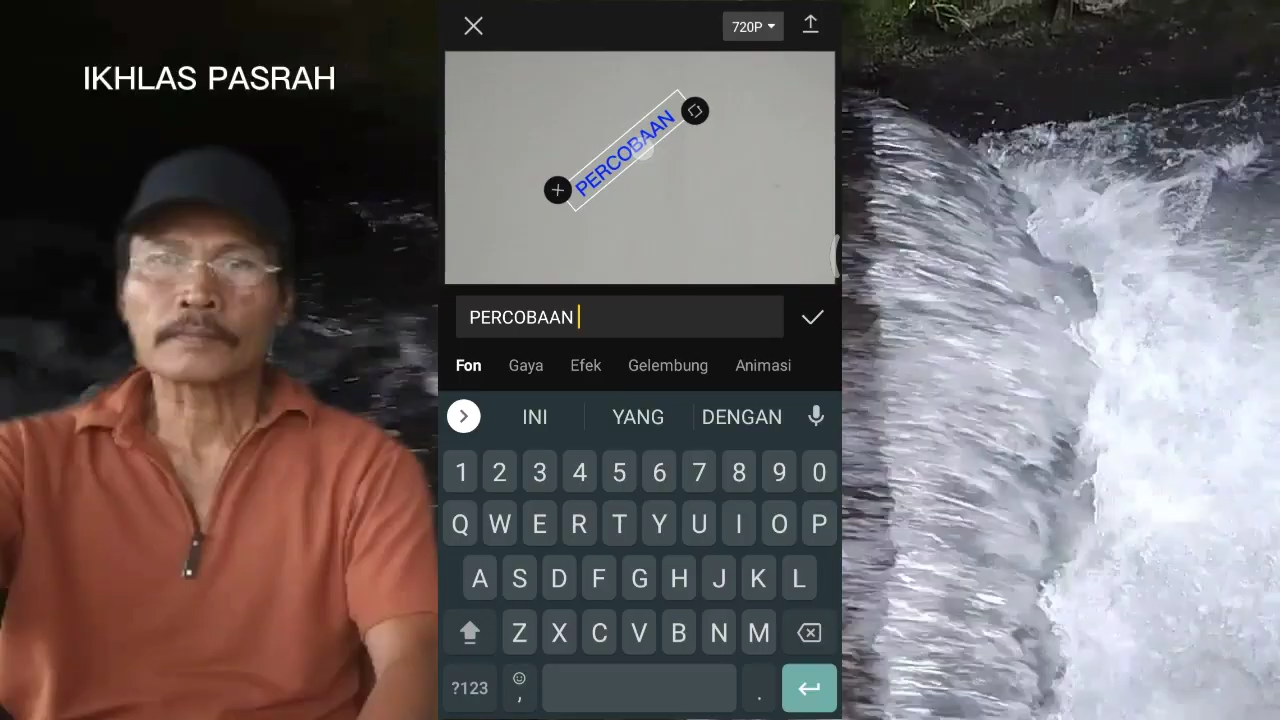 IKHLAS PASRAH
720P
PERCOBAAN
PERCOBAAN
Fon Gaya Efek Gelembung Animasi
INI YANG DENGAN
1 2 3 4 5 6 7 8 9 0
Q W E R T Y U I O P
A S D F G H J K L
Z X C V B N M
?123 , .